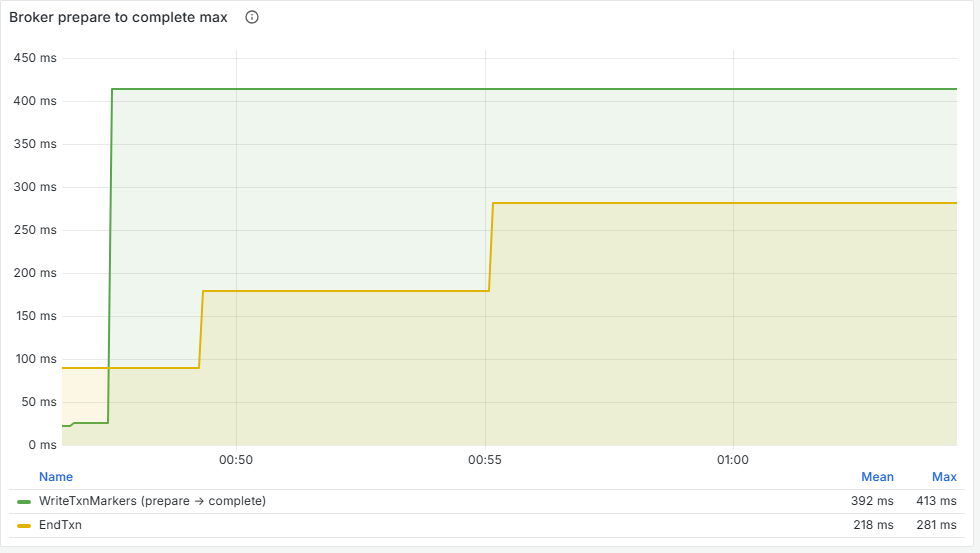 Broker prepare to complete max
450 ms
400 ms
350 ms
300 ms
250 ms
200 ms
150 ms
100 ms
50 ms
0 ms
00:50 00:55 01:00
Name Mean Max
WriteTxnMarkers (prepare → complete) 392 ms 413 ms
EndTxn 218 ms 281 ms